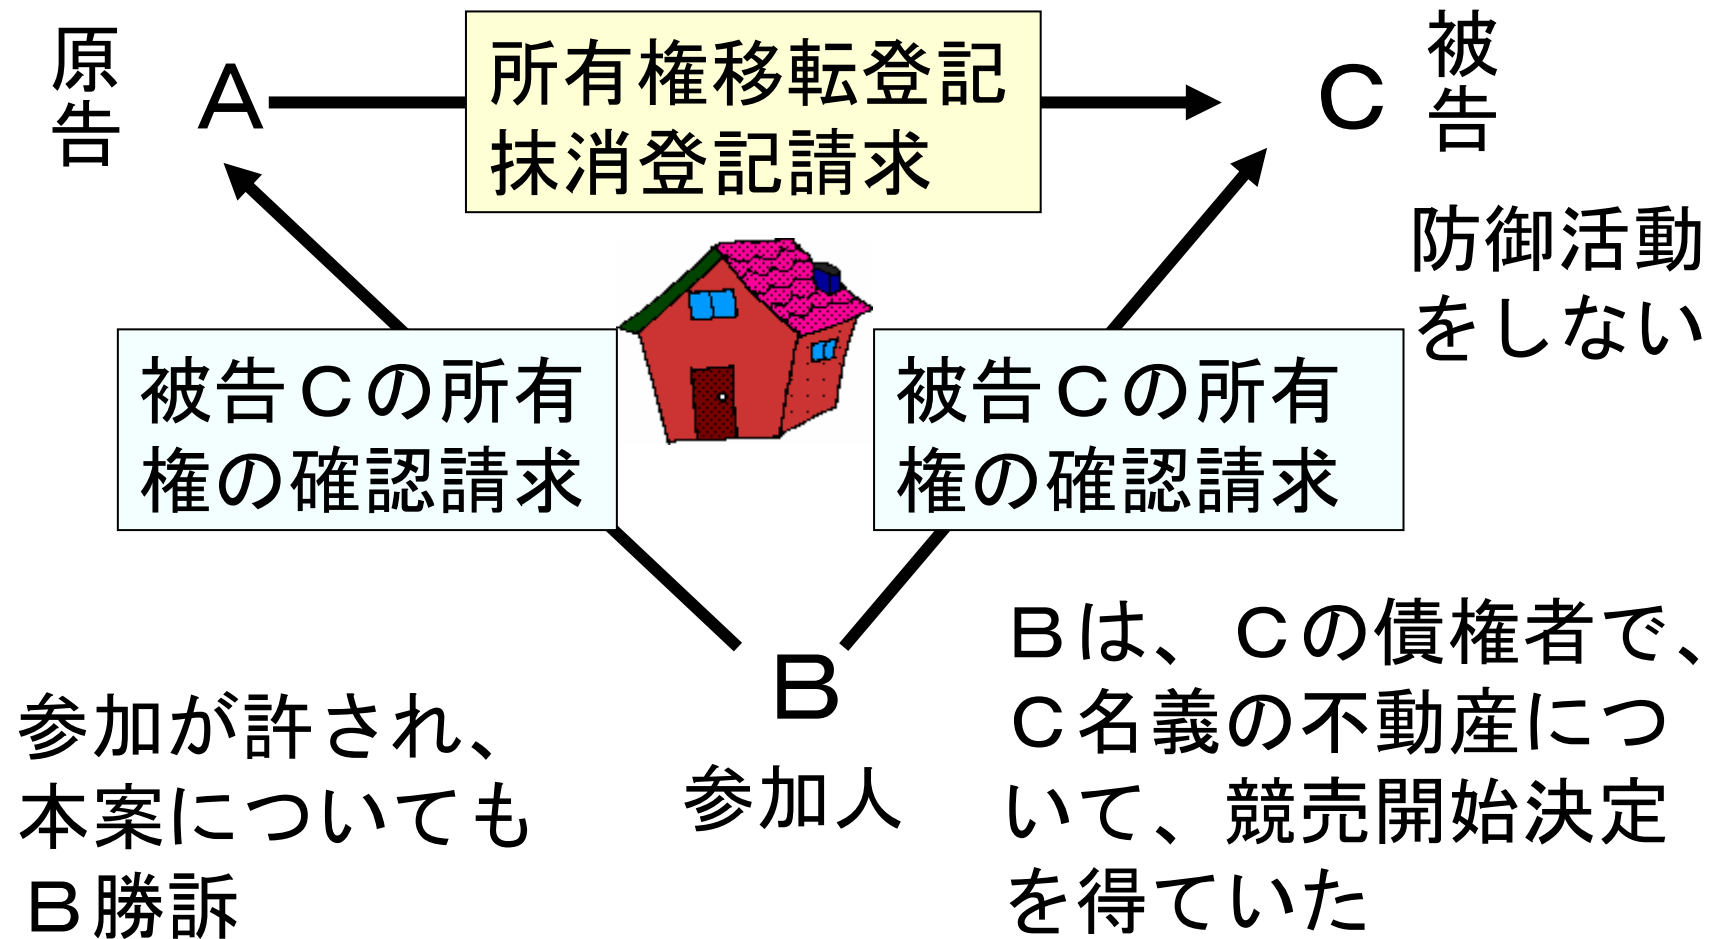 原告
A
所有権移転登記
抹消登記請求
C
被告
防御活動
をしない
被告Cの所有
権の確認請求
被告Cの所有
権の確認請求
B
参加人
参加が許され、
本案についても
B勝訴
Bは、Cの債権者で、
C名義の不動産につ
いて、競売開始決定
を得ていた